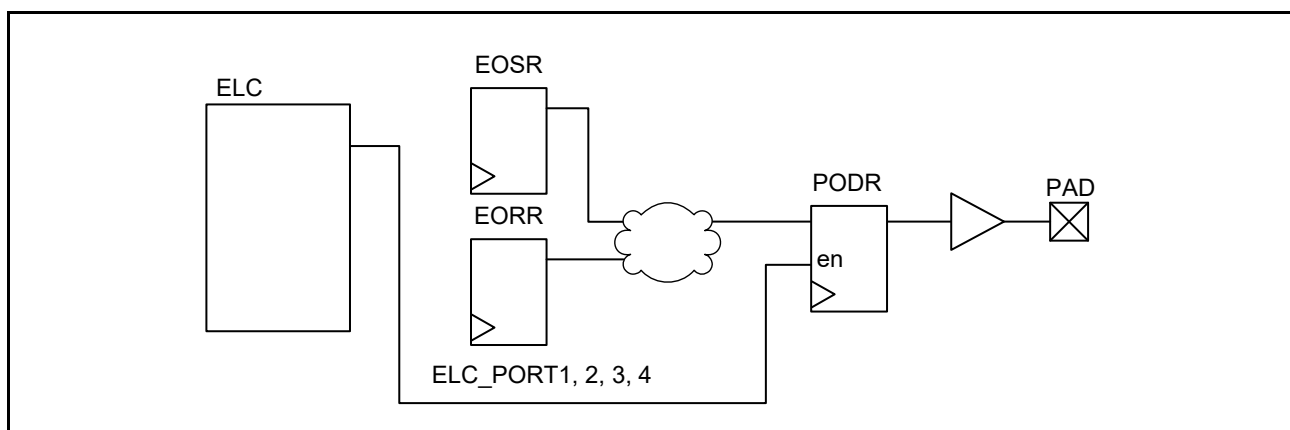 ELC
EOSR
EORR
PODR
PAD
en
ELC_PORT1, 2, 3, 4